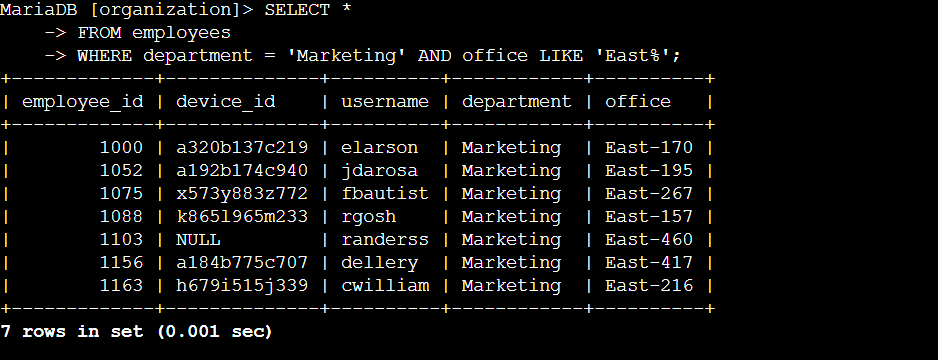 MariaDB [organization]> SELECT *
    -> FROM employees
    -> WHERE department = 'Marketing' AND office LIKE 'East%';
+-------------+--------------+----------+------------+----------+
| employee_id | device_id    | username | department | office   |
+-------------+--------------+----------+------------+----------+
|        1000 | a320b137c219 | elarson  | Marketing  | East-170 |
|        1052 | a192b174c940 | jdarosa  | Marketing  | East-195 |
|        1075 | x573y883z772 | fbautist | Marketing  | East-267 |
|        1088 | k865l965m233 | rgosh    | Marketing  | East-157 |
|        1103 | NULL         | randerss | Marketing  | East-460 |
|        1156 | a184b775c707 | dellery  | Marketing  | East-417 |
|        1163 | h679i515j339 | cwilliam | Marketing  | East-216 |
+-------------+--------------+----------+------------+----------+
7 rows in set (0.001 sec)